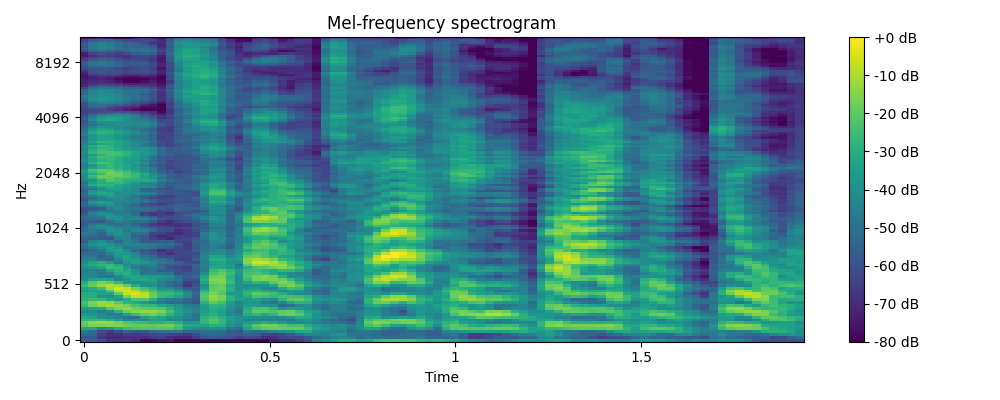 Mel-frequency spectrogram
Hz
8192
4096
2048
1024
512
0
0 0.5 1 1.5
Time
+0 dB
-10 dB
-20 dB
-30 dB
-40 dB
-50 dB
-60 dB
-70 dB
-80 dB